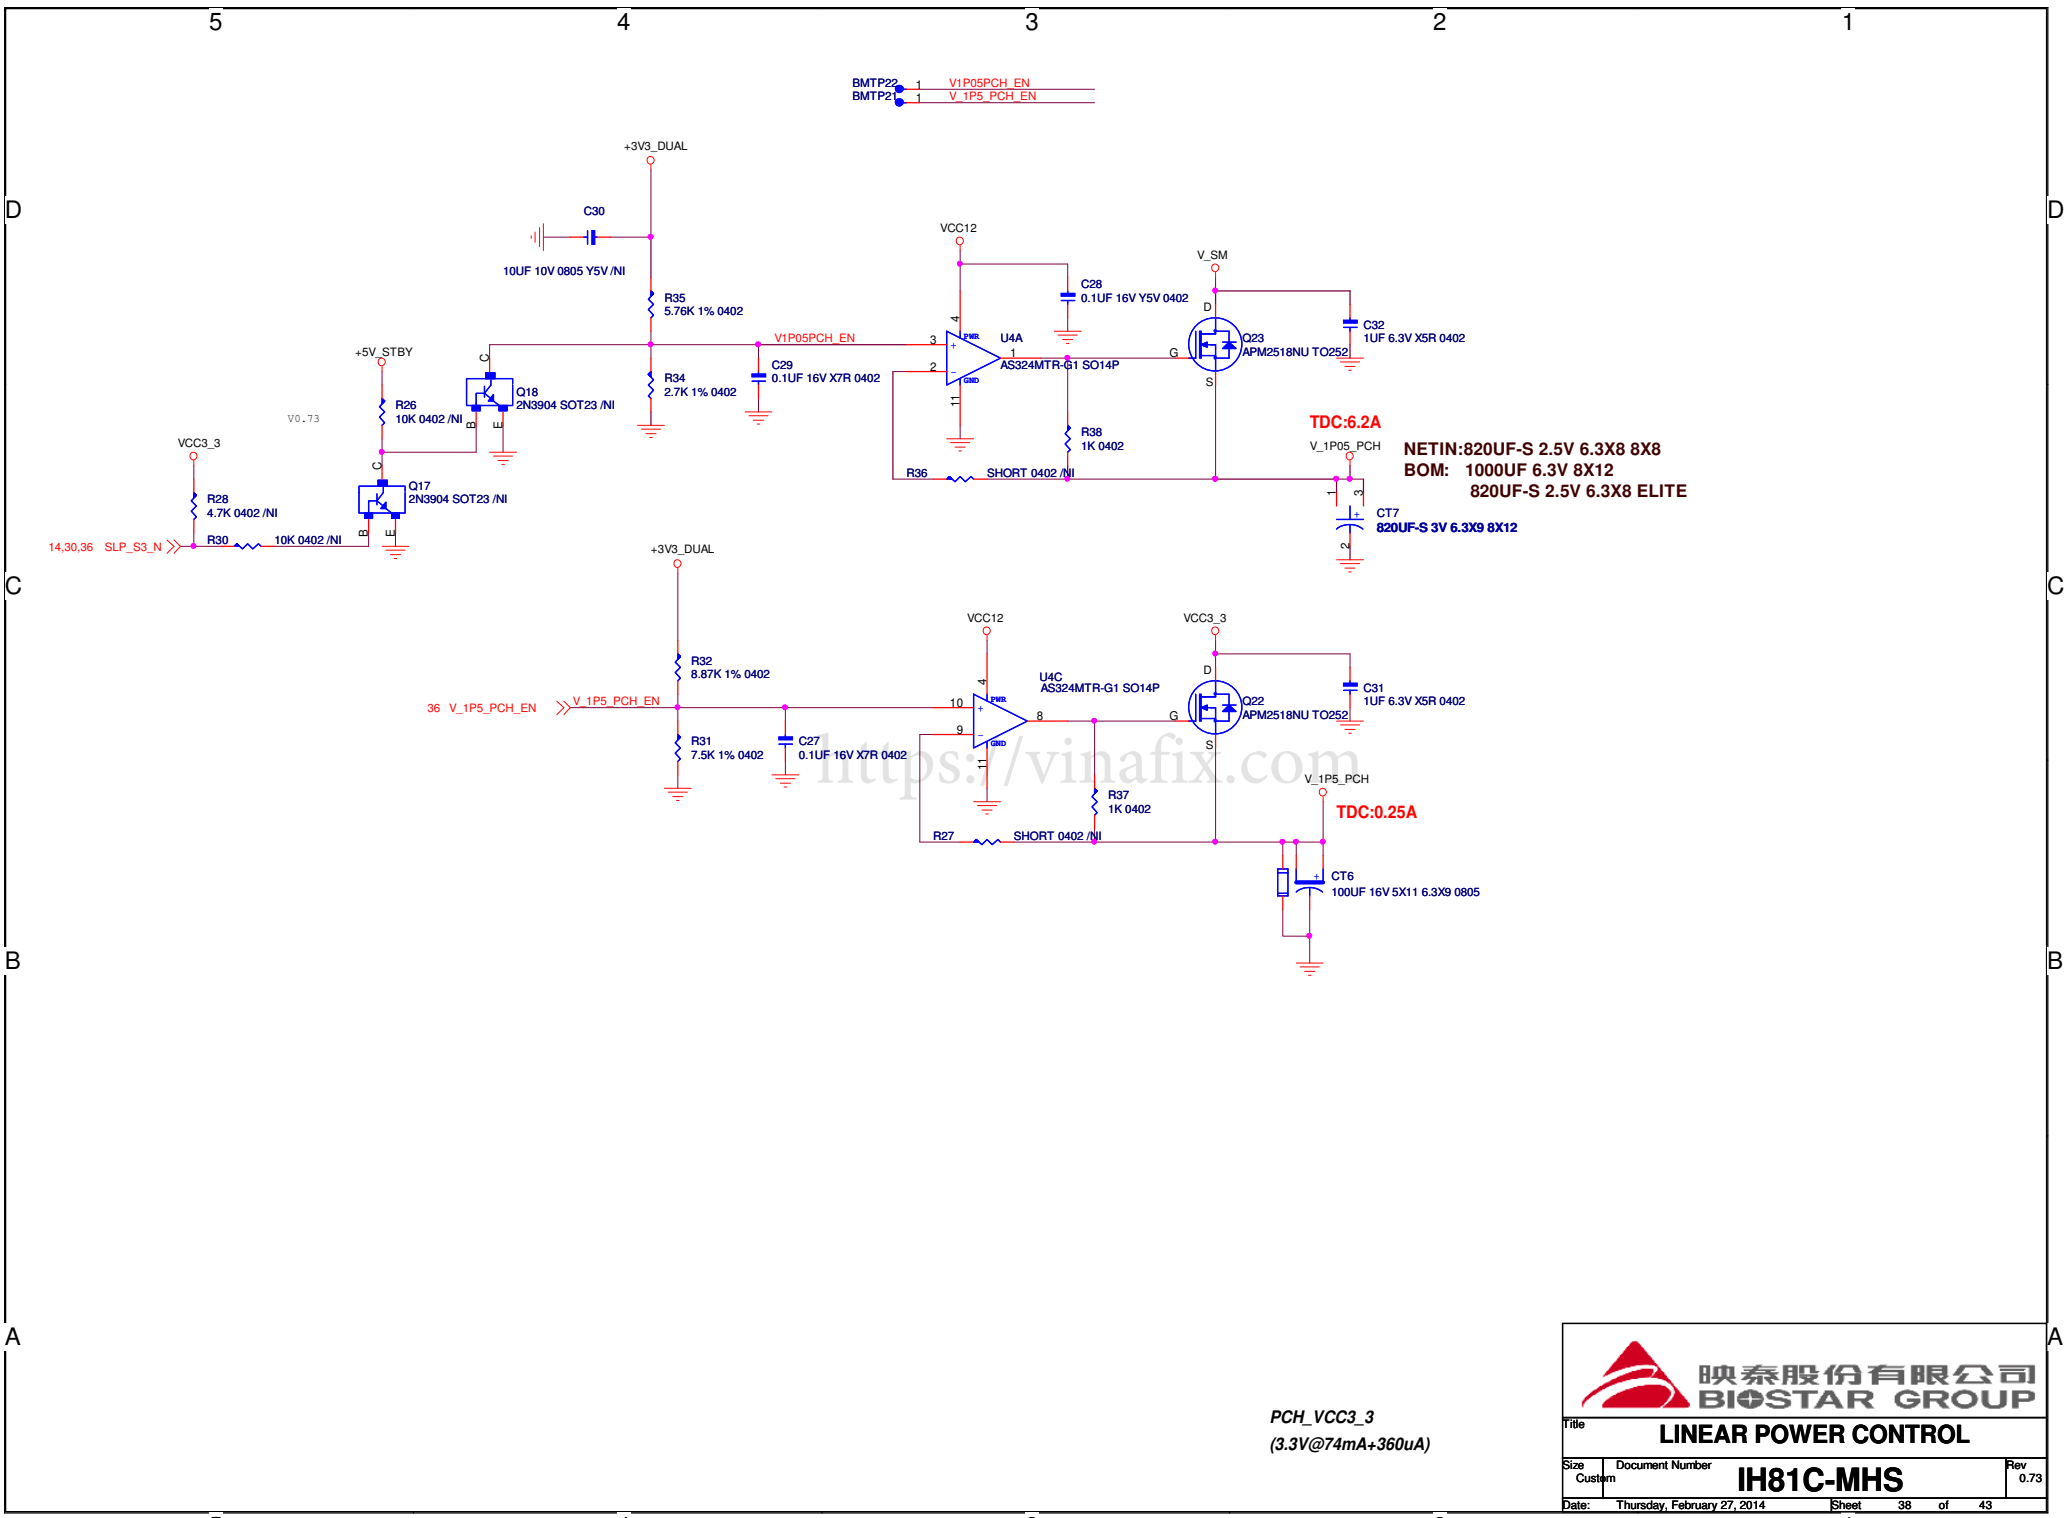 5 4 3 2 1
BMTP22 1 V1P05PCH_EN
BMTP21 1 V_1P5_PCH_EN
+3V3_DUAL
D D
C30
10UF 10V 0805 Y5V /NI
VCC12
V_SM
C28
0.1UF 16V Y5V 0402
R35
5.76K 1% 0402
D
C32
1UF 6.3V X5R 0402
4
PWR
V1P05PCH_EN
3
+
U4A
1
AS324MTR-G1 SO14P
G
Q23
APM2518NU TO252
+5V_STBY
C
C29
0.1UF 16V X7R 0402
2
-
GND
11
S
R34
2.7K 1% 0402
Q18
2N3904 SOT23 /NI
B E
R26
10K 0402 /NI
V0.73
TDC:6.2A
VCC3_3
R38
1K 0402
V_1P05_PCH
NETIN:820UF-S 2.5V 6.3X8 8X8
BOM: 1000UF 6.3V 8X12
820UF-S 2.5V 6.3X8 ELITE
C
R36 SHORT 0402 /NI
Q17
2N3904 SOT23 /NI
1 3
R28
4.7K 0402 /NI
+
CT7
820UF-S 3V 6.3X9 8X12
2
B E
14,30,36 SLP_S3_N
R30 10K 0402 /NI
+3V3_DUAL
C C
VCC12
VCC3_3
R32
8.87K 1% 0402
D
U4C
AS324MTR-G1 SO14P
C31
1UF 6.3V X5R 0402
4
PWR
36 V_1P5_PCH_EN
V_1P5_PCH_EN
10
+
8
G
Q22
APM2518NU TO252
9
-
GND
11
S
R31
7.5K 1% 0402
C27
0.1UF 16V X7R 0402
https://vinafix.com
V_1P5_PCH
R37
1K 0402
TDC:0.25A
R27 SHORT 0402 /NI
+
CT6
100UF 16V 5X11 6.3X9 0805
B B
A A
映泰股份有限公司
BIOSTAR GROUP
PCH_VCC3_3
(3.3V@74mA+360uA)
Title
LINEAR POWER CONTROL
Size
Custom
Document Number
IH81C-MHS
Rev
0.73
Date: Thursday, February 27, 2014 Sheet 38 of 43